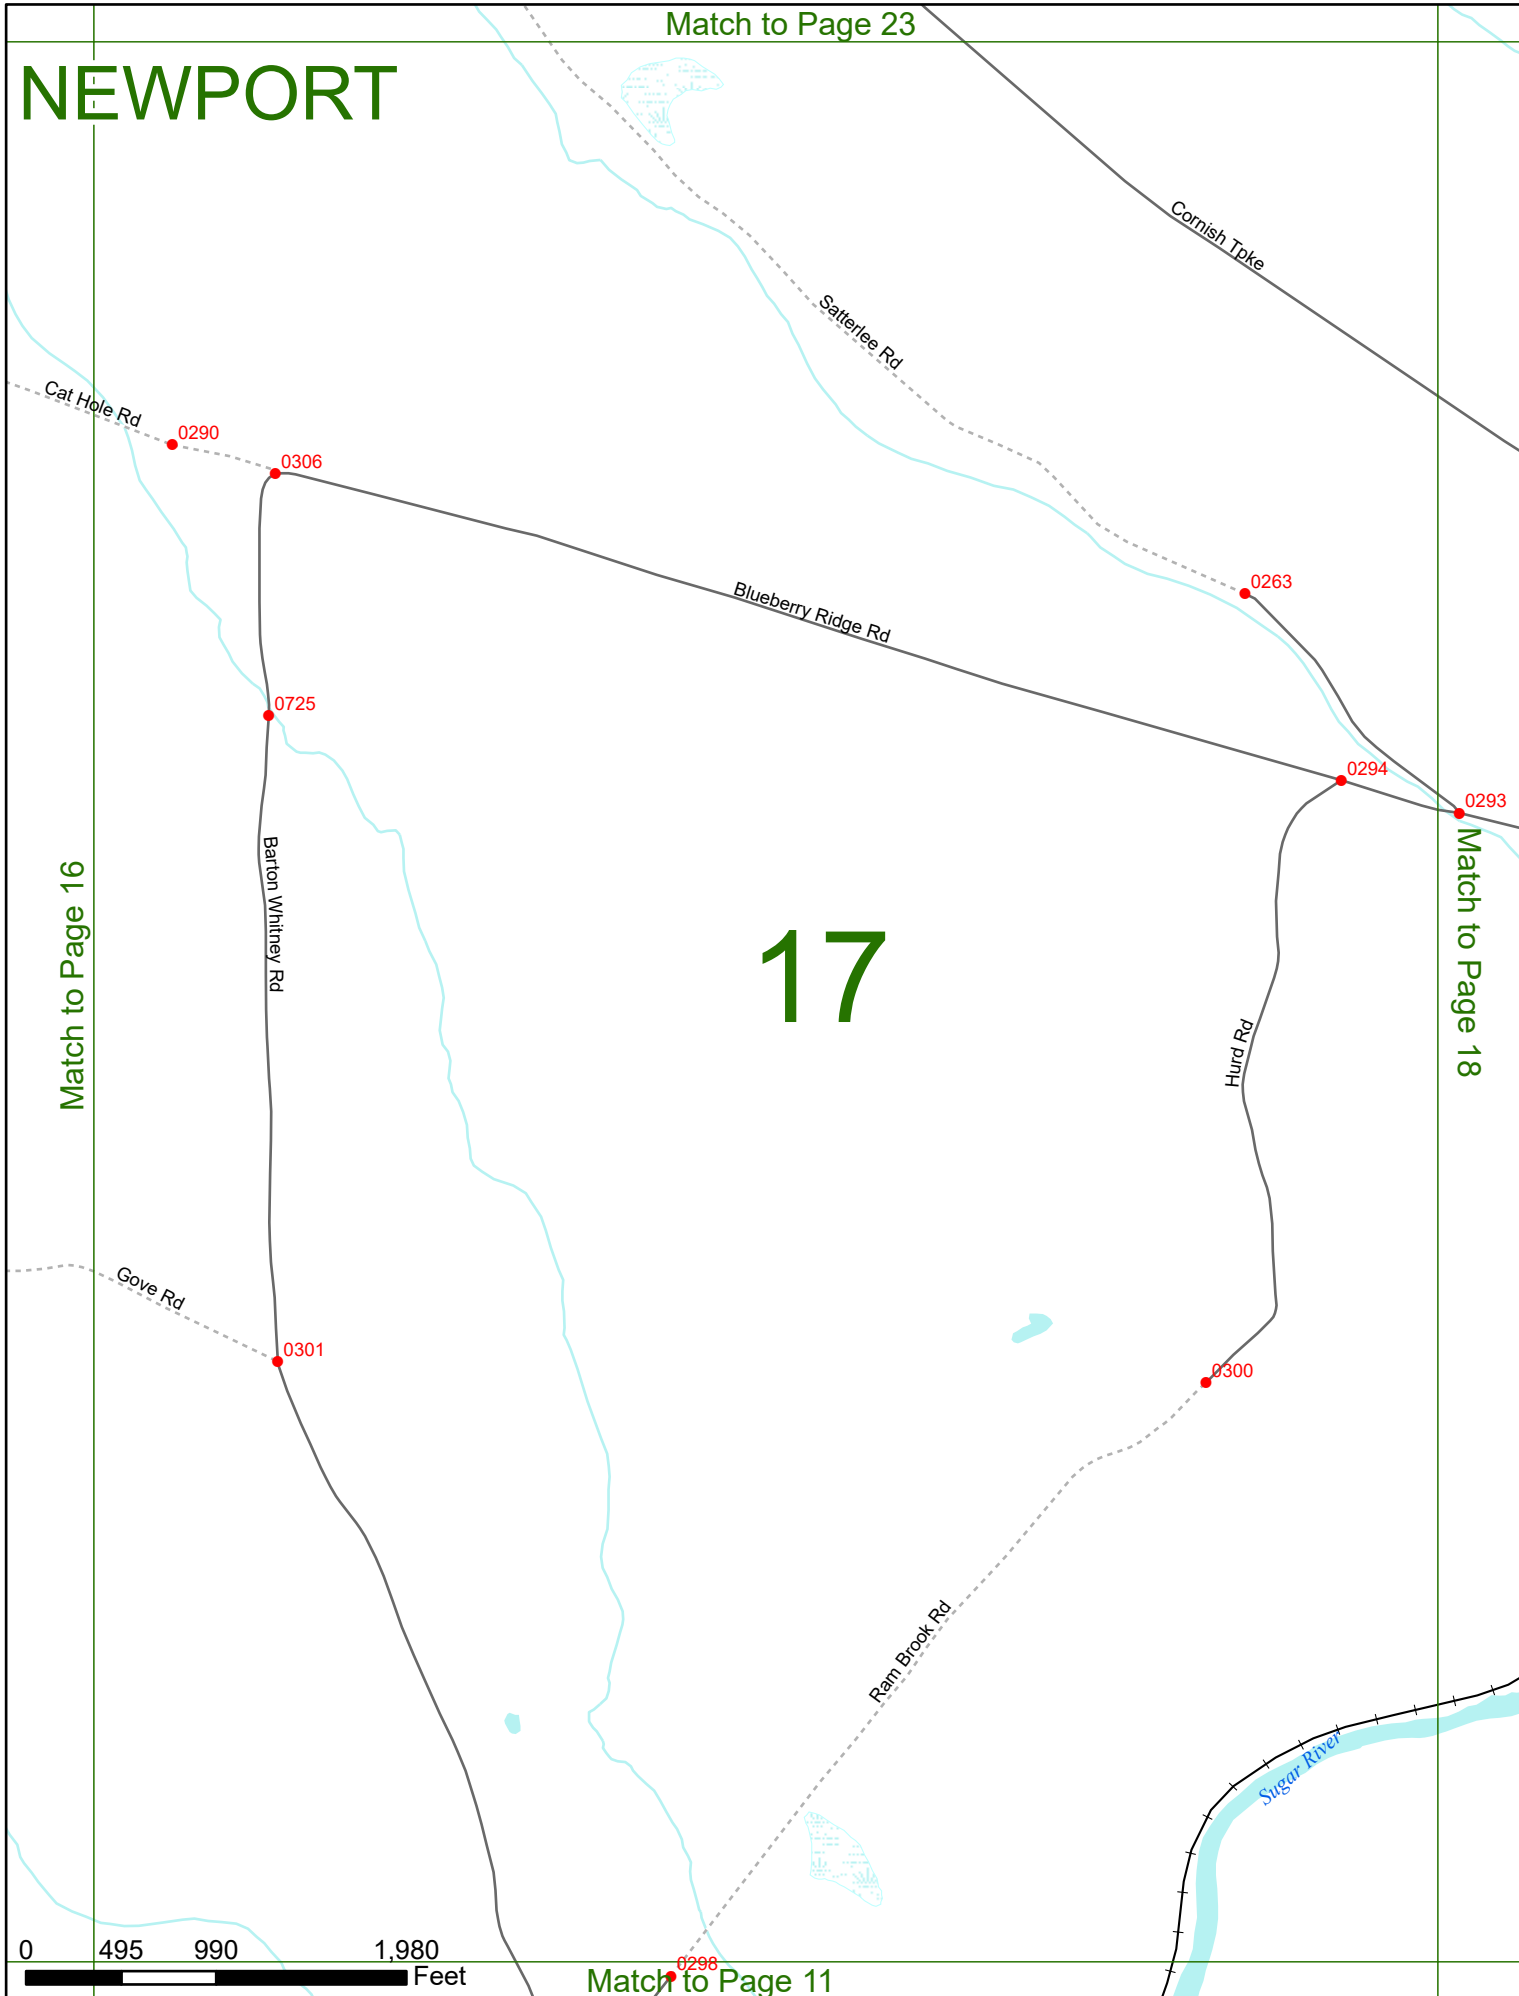 Match to Page 23
NEWPORT
Cornish Tpke
Satterlee Rd
Cat Hole Rd
0290
0306
0263
Blueberry Ridge Rd
0725
0294
0293
Barton Whitney Rd
Match to Page 16
17
Match to Page 18
Hurd Rd
Gove Rd
0301
0300
Ram Brook Rd
Sugar River
0 495 990 1,980
Feet
0298
Match to Page 11